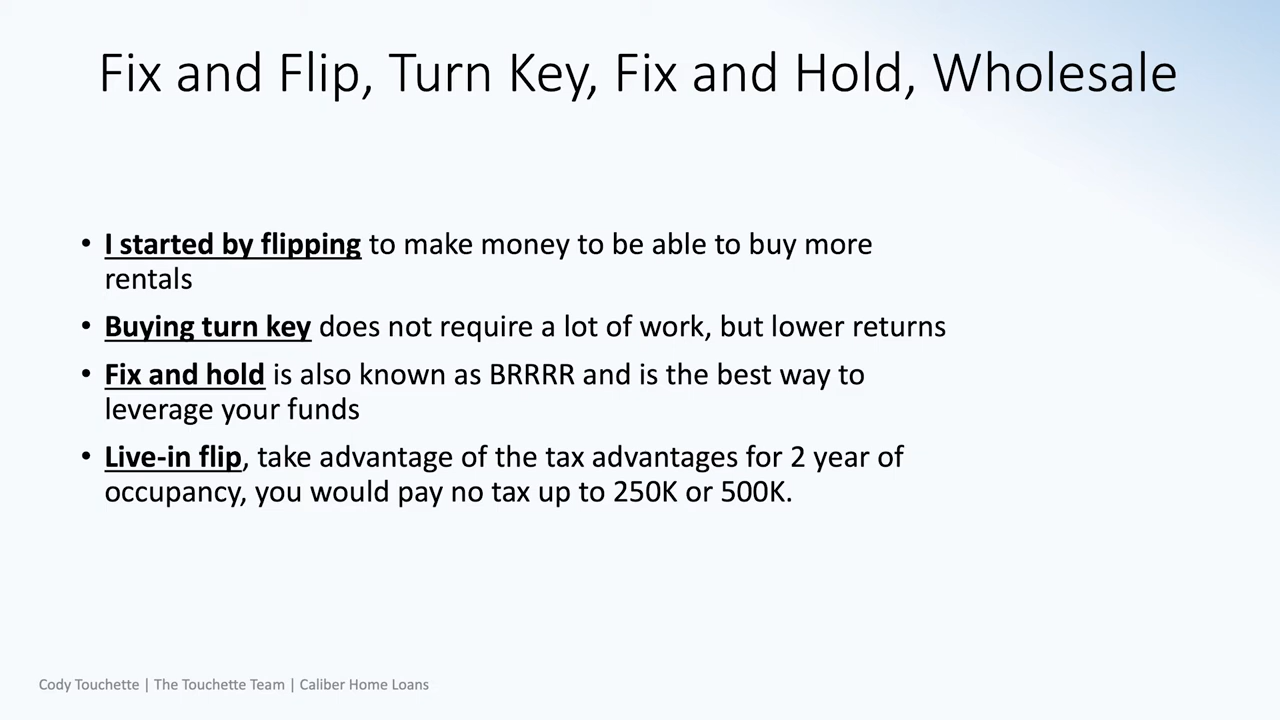 Fix and Flip, Turn Key, Fix and Hold, Wholesale
• I started by flipping to make money to be able to buy more
rentals
• Buying turn key does not require a lot of work, but lower returns
• Fix and hold is also known as BRRRR and is the best way to
leverage your funds
• Live-in flip, take advantage of the tax advantages for 2 year of
occupancy, you would pay no tax up to 250K or 500K.
Cody Touchette | The Touchette Team | Caliber Home Loans